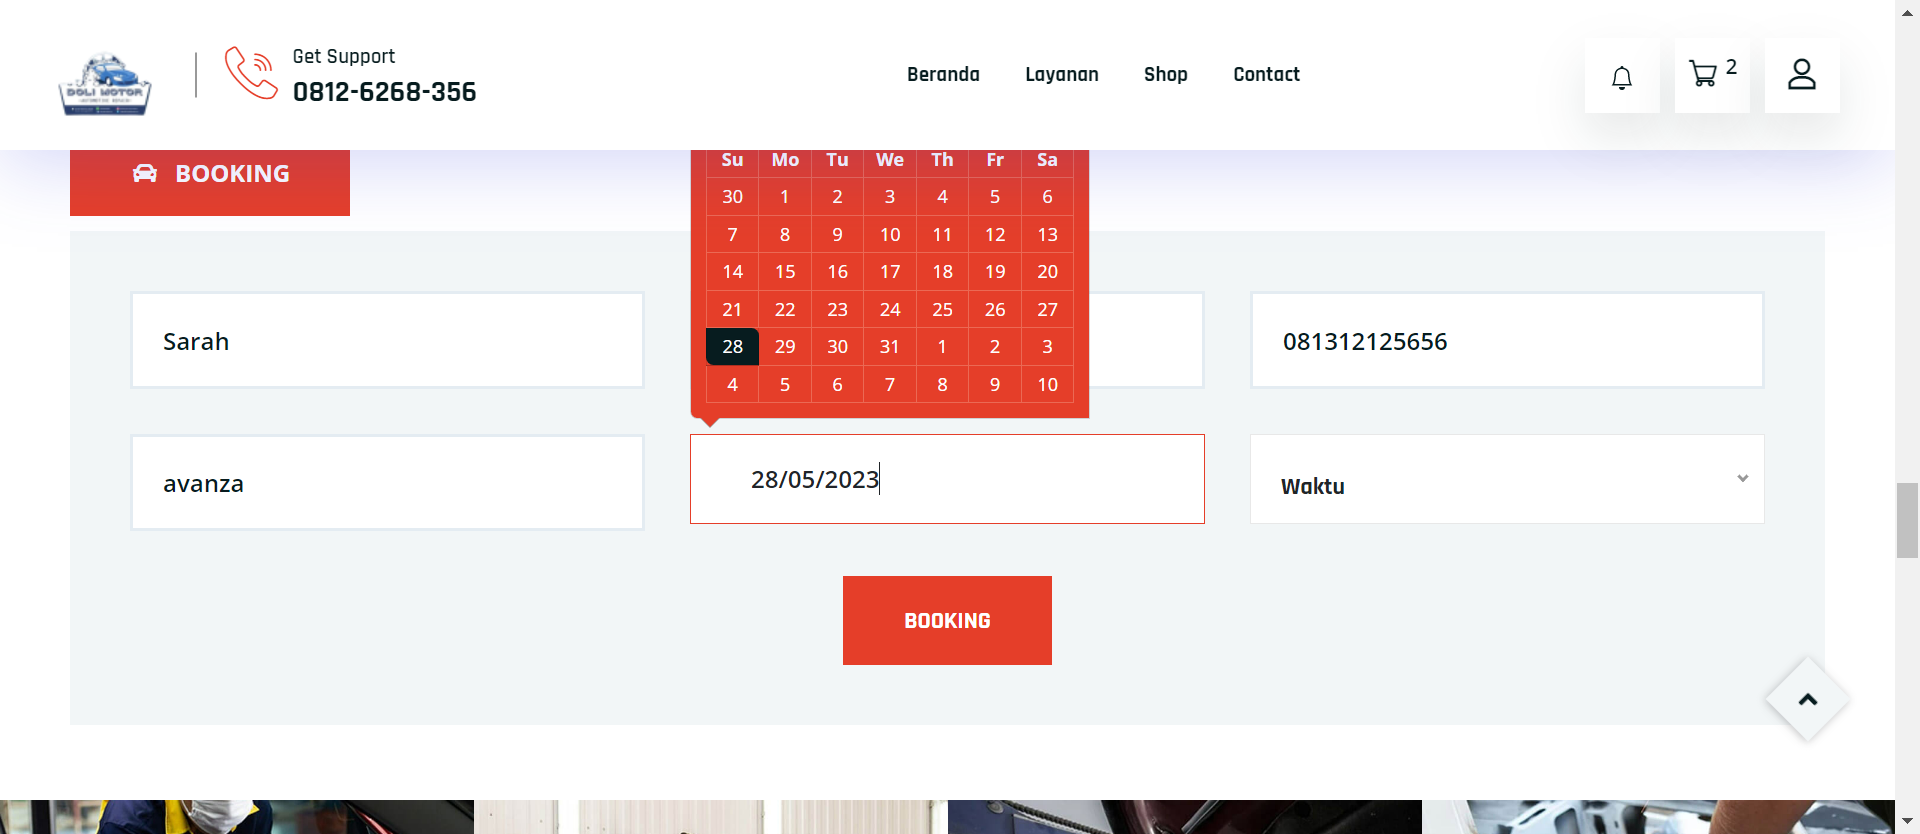 DOLI MOTOR
Get Support
0812-6268-356
Beranda
Layanan
Shop
Contact
2
BOOKING
Su Mo Tu We Th Fr Sa
30 1 2 3 4 5 6
7 8 9 10 11 12 13
14 15 16 17 18 19 20
21 22 23 24 25 26 27
28 29 30 31 1 2 3
4 5 6 7 8 9 10
Sarah
081312125656
avanza
28/05/2023
Waktu
BOOKING